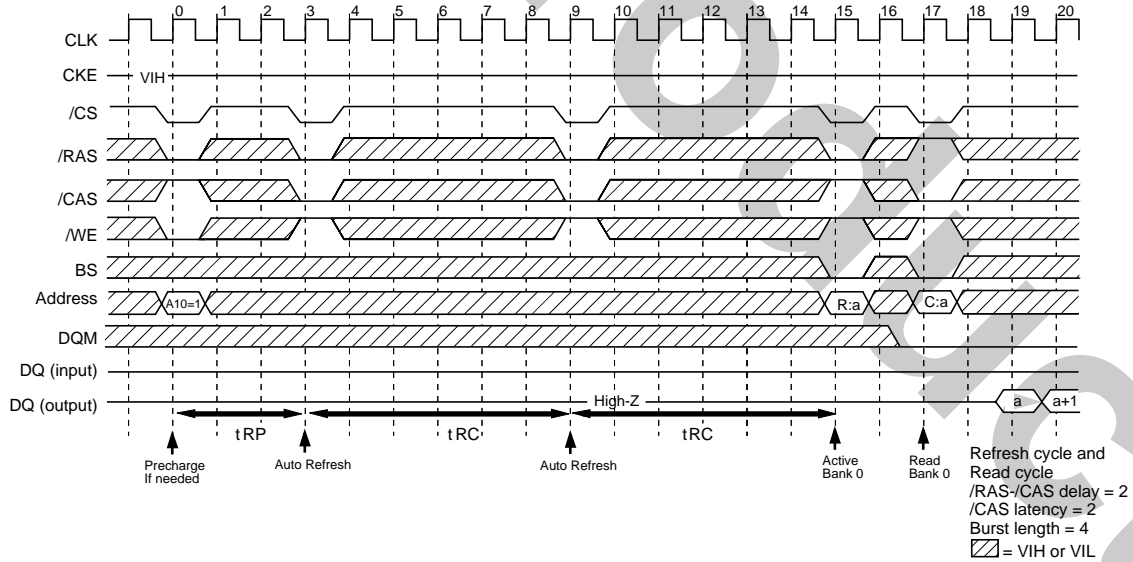 0 1 2 3 4 5 6 7 8 9 10 11 12 13 14 15 16 17 18 19 20
CLK
CKE VIH
/CS
/RAS
/CAS
/WE
BS
Address A10=1 R:a C:a
DQM
DQ (input)
DQ (output) High-Z a a+1
tRP tRC tRC
Precharge
If needed
Auto Refresh
Auto Refresh
Active
Bank 0
Read
Bank 0
Refresh cycle and
Read cycle
/RAS-/CAS delay = 2
/CAS latency = 2
Burst length = 4
= VIH or VIL